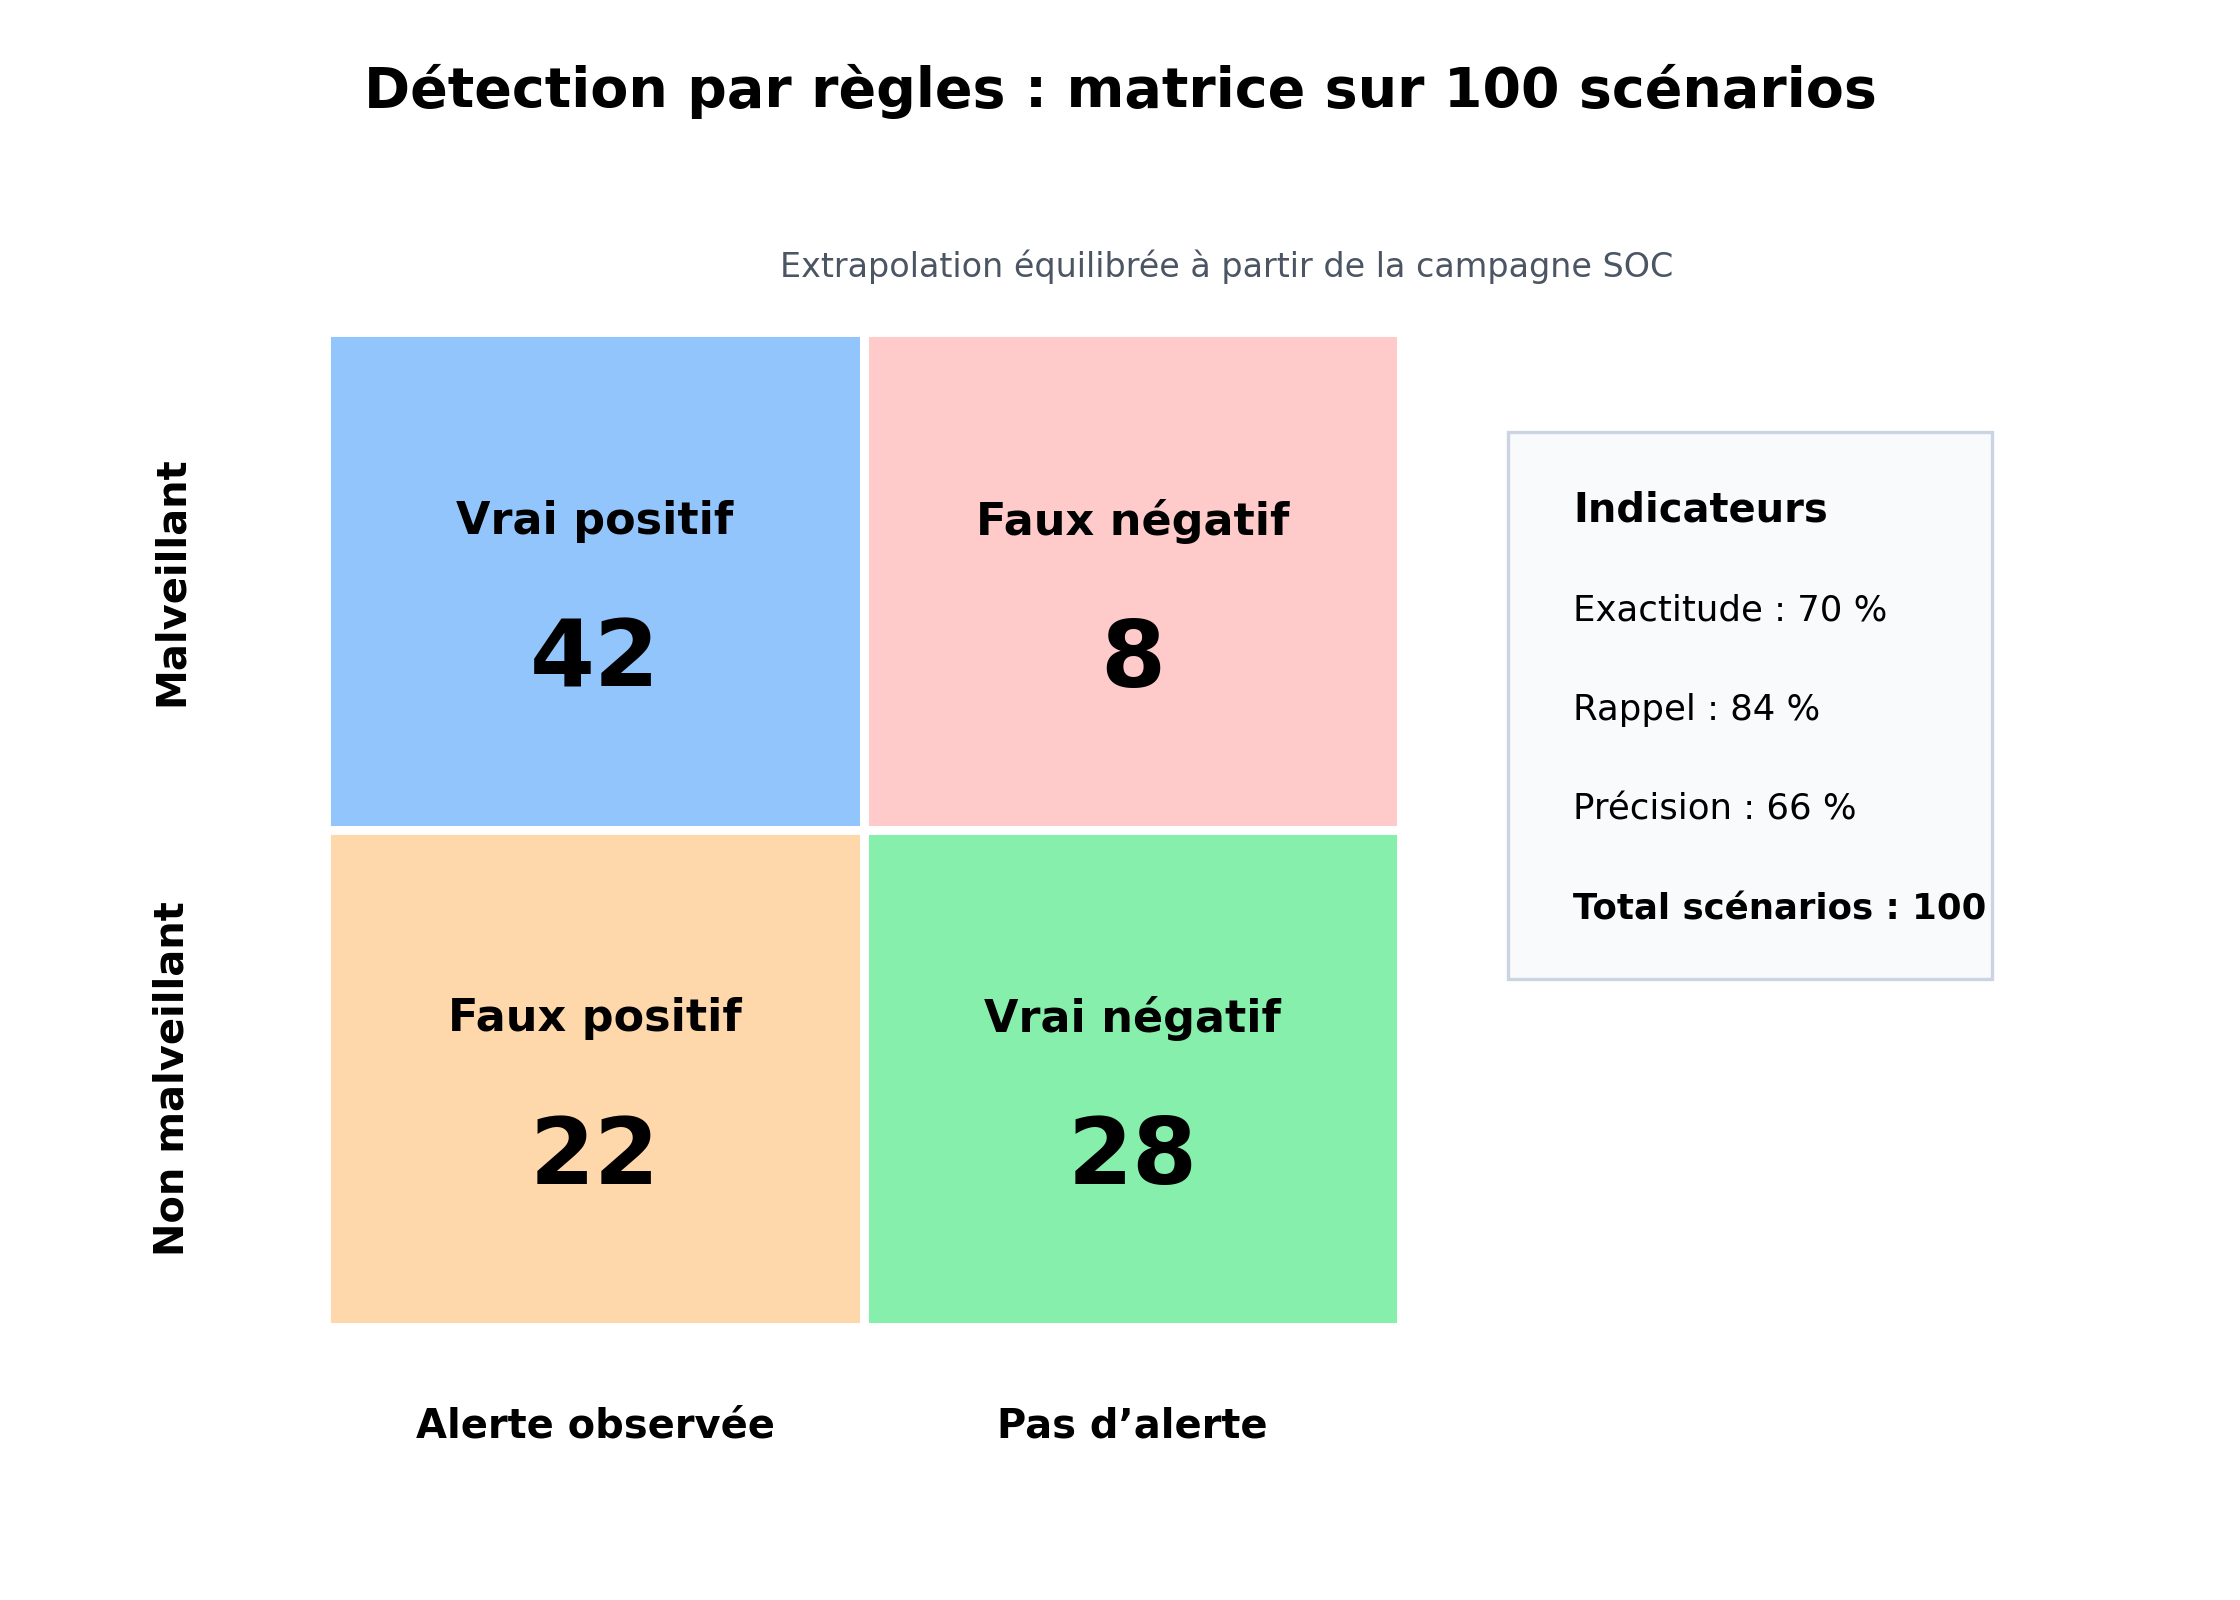 Détection par règles : matrice sur 100 scénarios
Extrapolation équilibrée à partir de la campagne SOC
Malveillant
Vrai positif
42
Faux négatif
8
Non malveillant
Faux positif
22
Vrai négatif
28
Alerte observée
Pas d’alerte
Indicateurs
Exactitude : 70 %
Rappel : 84 %
Précision : 66 %
Total scénarios : 100